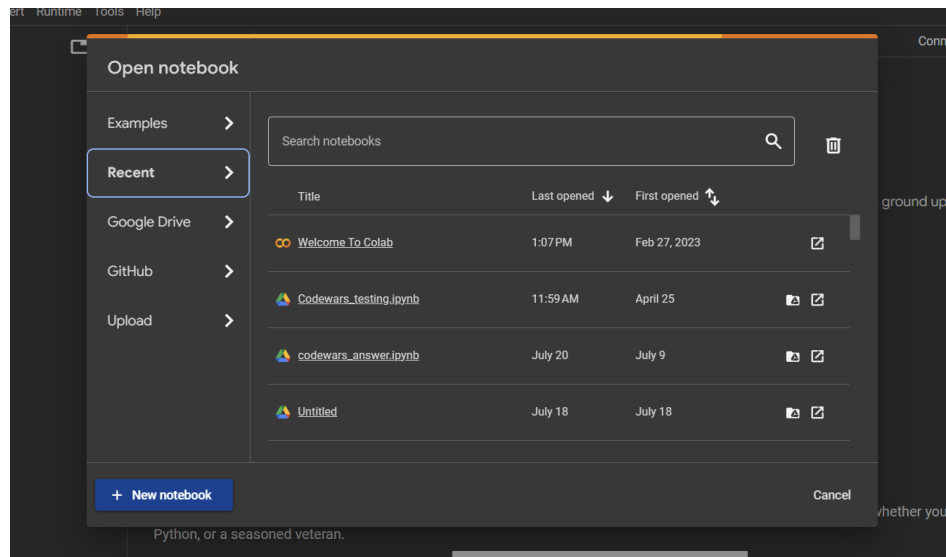 Runtime Tools Help
Conn
Open notebook
Examples
Recent
Google Drive
GitHub
Upload
Search notebooks
Title Last opened First opened
Welcome To Colab 1:07 PM Feb 27, 2023
Codewars_testing.ipynb 11:59 AM April 25
codewars_answer.ipynb July 20 July 9
Untitled July 18 July 18
+ New notebook
Cancel
ground up
whether you
Python, or a seasoned veteran.